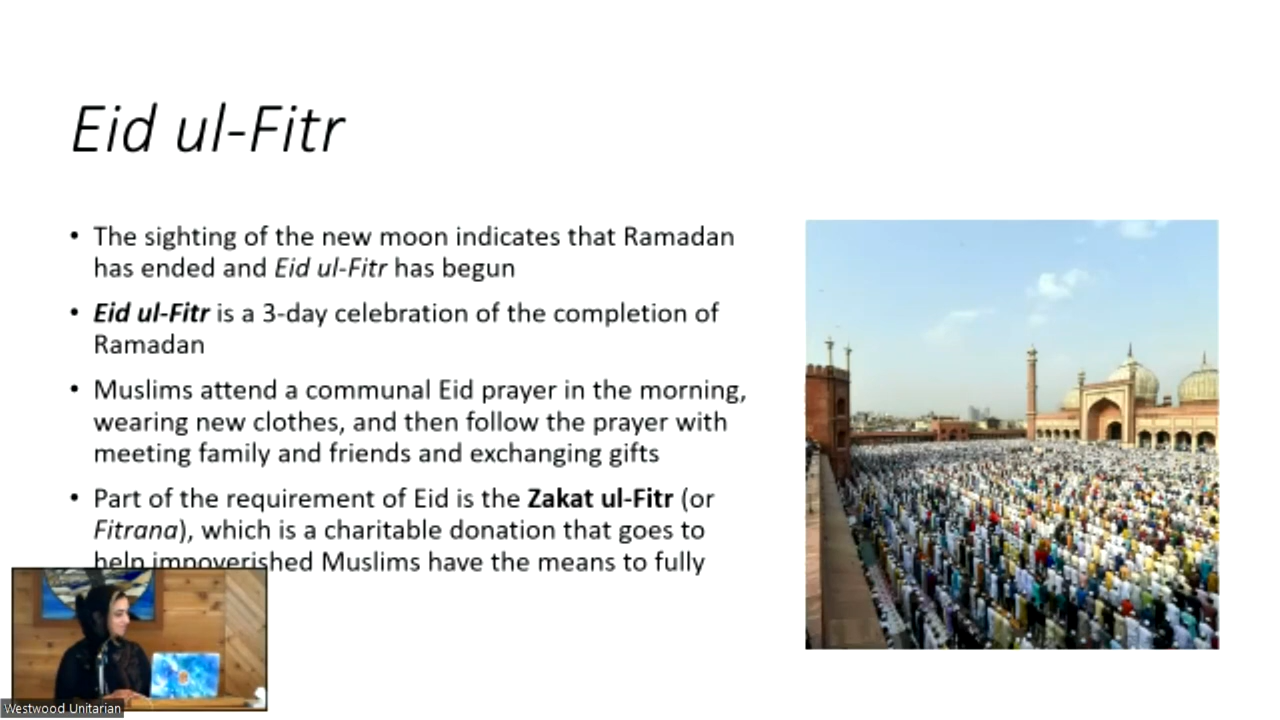 Eid ul-Fitr
• The sighting of the new moon indicates that Ramadan
has ended and Eid ul-Fitr has begun
• Eid ul-Fitr is a 3-day celebration of the completion of
Ramadan
• Muslims attend a communal Eid prayer in the morning,
wearing new clothes, and then follow the prayer with
meeting family and friends and exchanging gifts
• Part of the requirement of Eid is the Zakat ul-Fitr (or
Fitrana), which is a charitable donation that goes to
help impoverished Muslims have the means to fully
Westwood Unitarian